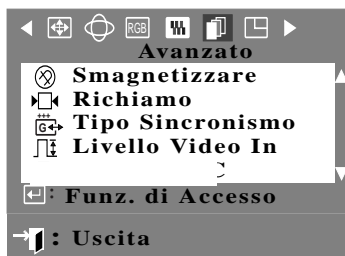 RGB
Avanzato
Smagnetizzare
Richiamo
Tipo Sincronismo
Livello Video In
: Funz. di Accesso
: Uscita